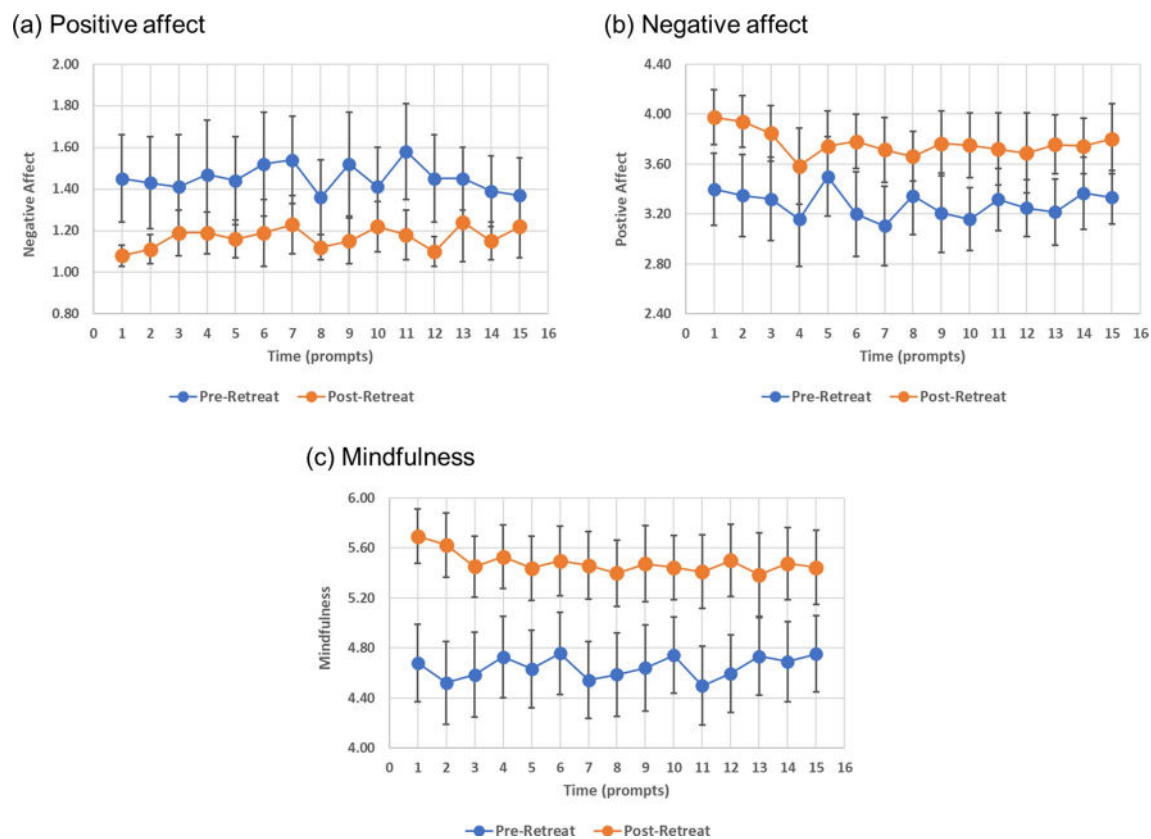 (a) Positive affect
2.00
1.80
1.60
1.40
1.20
1.00
0.80
Negative Affect
0 1 2 3 4 5 6 7 8 9 10 11 12 13 14 15 16
Time (prompts)
Pre-Retreat Post-Retreat
(b) Negative affect
4.40
4.00
3.60
3.20
2.80
2.40
Postive Affect
0 1 2 3 4 5 6 7 8 9 10 11 12 13 14 15 16
Time (prompts)
Pre-Retreat Post-Retreat
(c) Mindfulness
6.00
5.60
5.20
4.80
4.40
4.00
Mindfulness
0 1 2 3 4 5 6 7 8 9 10 11 12 13 14 15 16
Time (prompts)
Pre-Retreat Post-Retreat